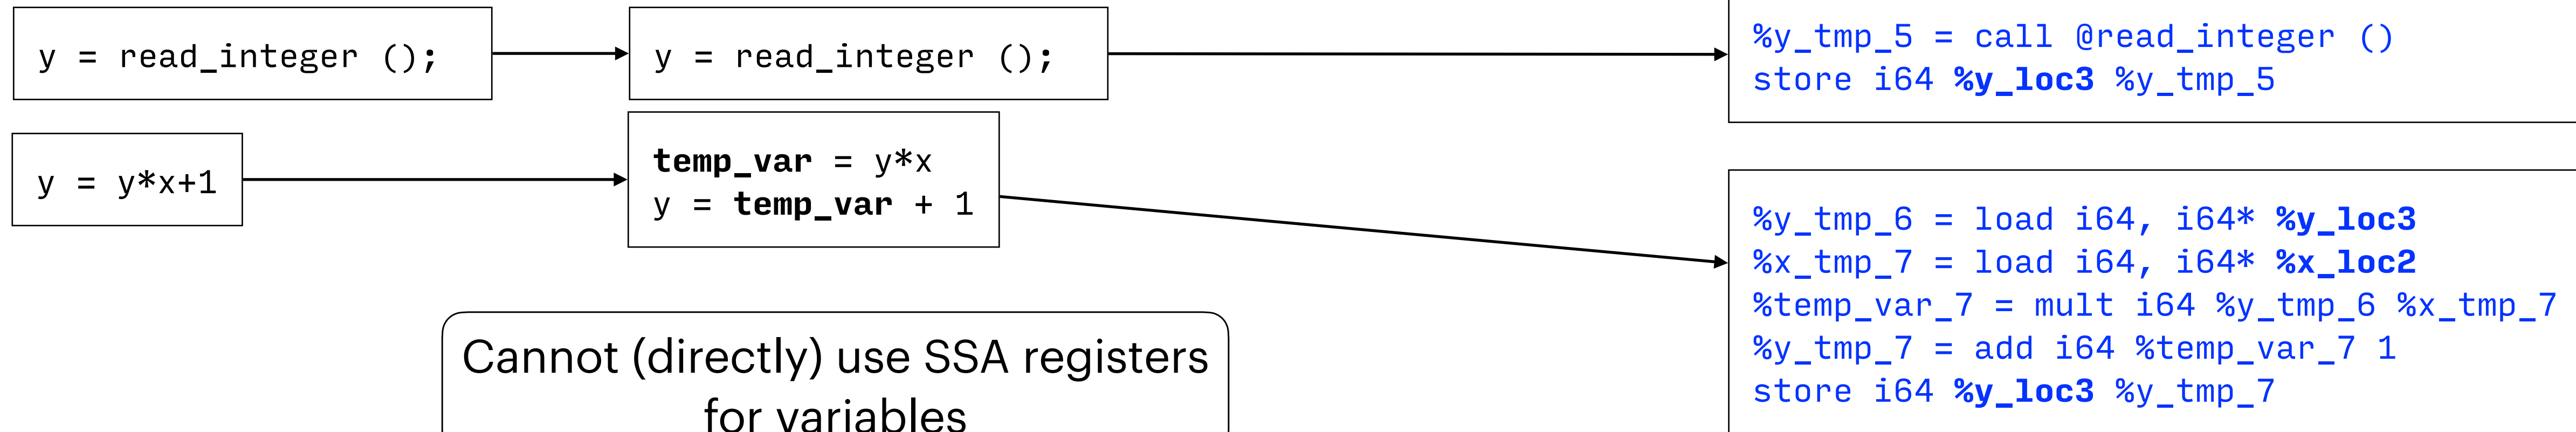 y = read_integer ();
y = read_integer ();
%y_tmp_5 = call @read_integer ()
store i64 %y_loc3 %y_tmp_5
y = y*x+1
temp_var = y*x
y = temp_var + 1
%y_tmp_6 = load i64, i64* %y_loc3
%x_tmp_7 = load i64, i64* %x_loc2
%temp_var_7 = mult i64 %y_tmp_6 %x_tmp_7
%y_tmp_7 = add i64 %temp_var_7 1
store i64 %y_loc3 %y_tmp_7
Cannot (directly) use SSA registers
for variables